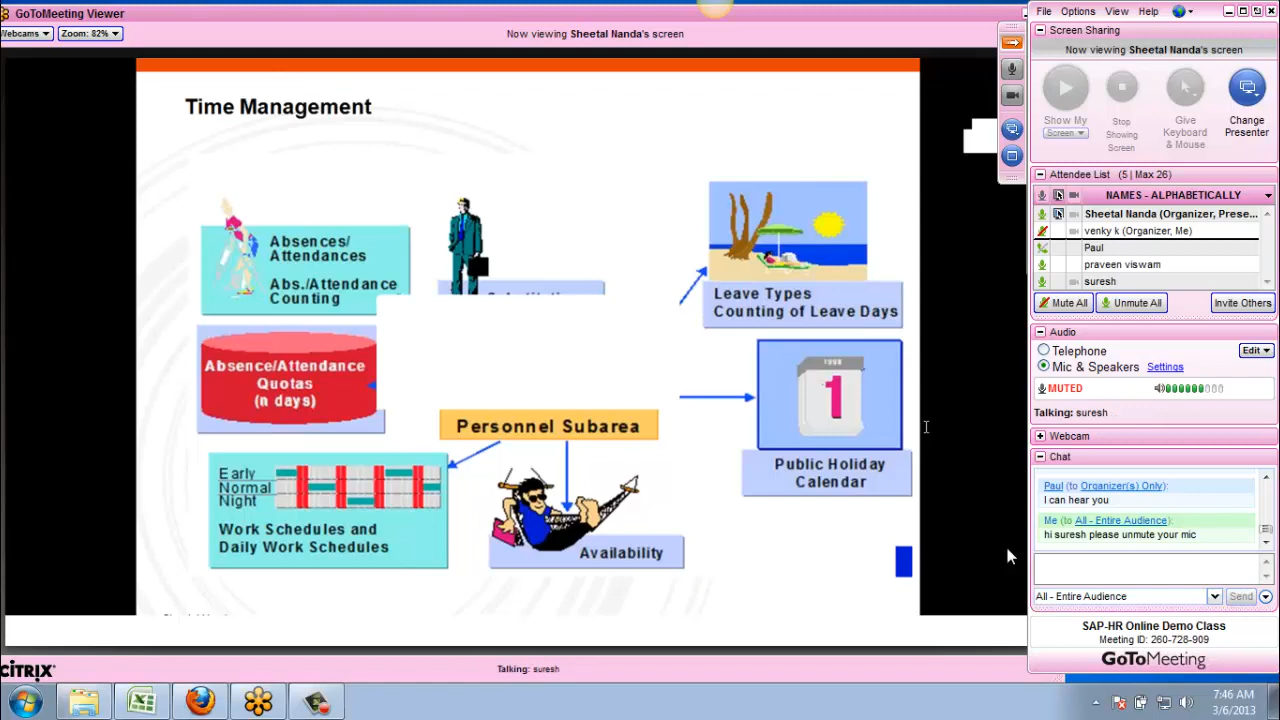 GoToMeeting Viewer
Webcams
Zoom: 82%
Now viewing Sheetal Nanda's screen
Time Management
Absences/
Attendances
Abs./Attendance
Counting
Leave Types
Counting of Leave Days
Absence/Attendance
Quotas
(n days)
1998
1
Personnel Subarea
Public Holiday
Calendar
Early
Normal
Night
Work Schedules and
Daily Work Schedules
Availability
Talking: suresh
CITRIX
File Options View Help
Screen Sharing
Now viewing Sheetal Nanda's screen
Show My
Screen
Stop
Showing
Screen
Give
Keyboard
& Mouse
Change
Presenter
Attendee List (5 | Max 26)
NAMES - ALPHABETICALLY
Sheetal Nanda (Organizer, Prese...
venky k (Organizer, Me)
Paul
praveen viswam
suresh
Mute All
Unmute All
Invite Others
Audio
Telephone
Edit
Mic & Speakers Settings
MUTED
Talking: suresh
Webcam
Chat
Paul (to Organizer(s) Only):
I can hear you
Me (to All - Entire Audience):
hi suresh please unmute your mic
All - Entire Audience
Send
SAP-HR Online Demo Class
Meeting ID: 260-728-909
GoToMeeting
7:46 AM
3/6/2013